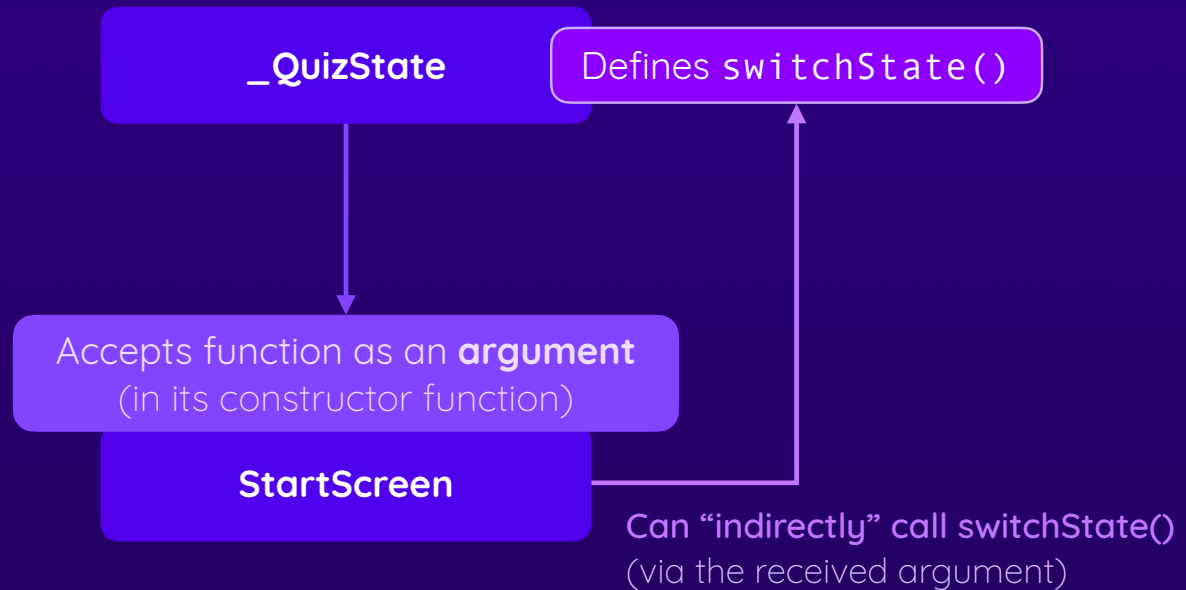 _QuizState
Defines switchState()
Accepts function as an argument
(in its constructor function)
StartScreen
Can “indirectly” call switchState()
(via the received argument)